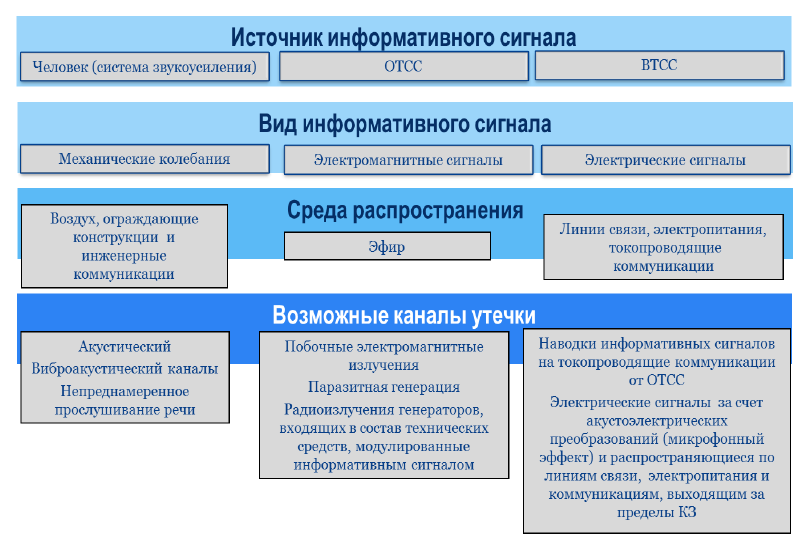 Источник информативного сигнала
Человек (система звукоусиления)
ОТСС
ВТСС
Вид информативного сигнала
Механические колебания
Электромагнитные сигналы
Электрические сигналы
Среда распространения
Воздух, ограждающие
конструкции и
инженерные
коммуникации
Эфир
Линии связи, электропитания,
токопроводящие
коммуникации
Возможные каналы утечки
Акустический
Виброакустический каналы
Непреднамеренное
прослушивание речи
Побочные электромагнитные
излучения
Паразитная генерация
Радиоизлучения генераторов,
входящих в состав технических
средств, модулированные
информативным сигналом
Наводки информативных сигналов
на токопроводящие коммуникации
от ОТСС
Электрические сигналы за счет
акустоэлектрических
преобразований (микрофонный
эффект) и распространяющиеся по
линиям связи, электропитания и
коммуникациям, выходящим за
пределы КЗ